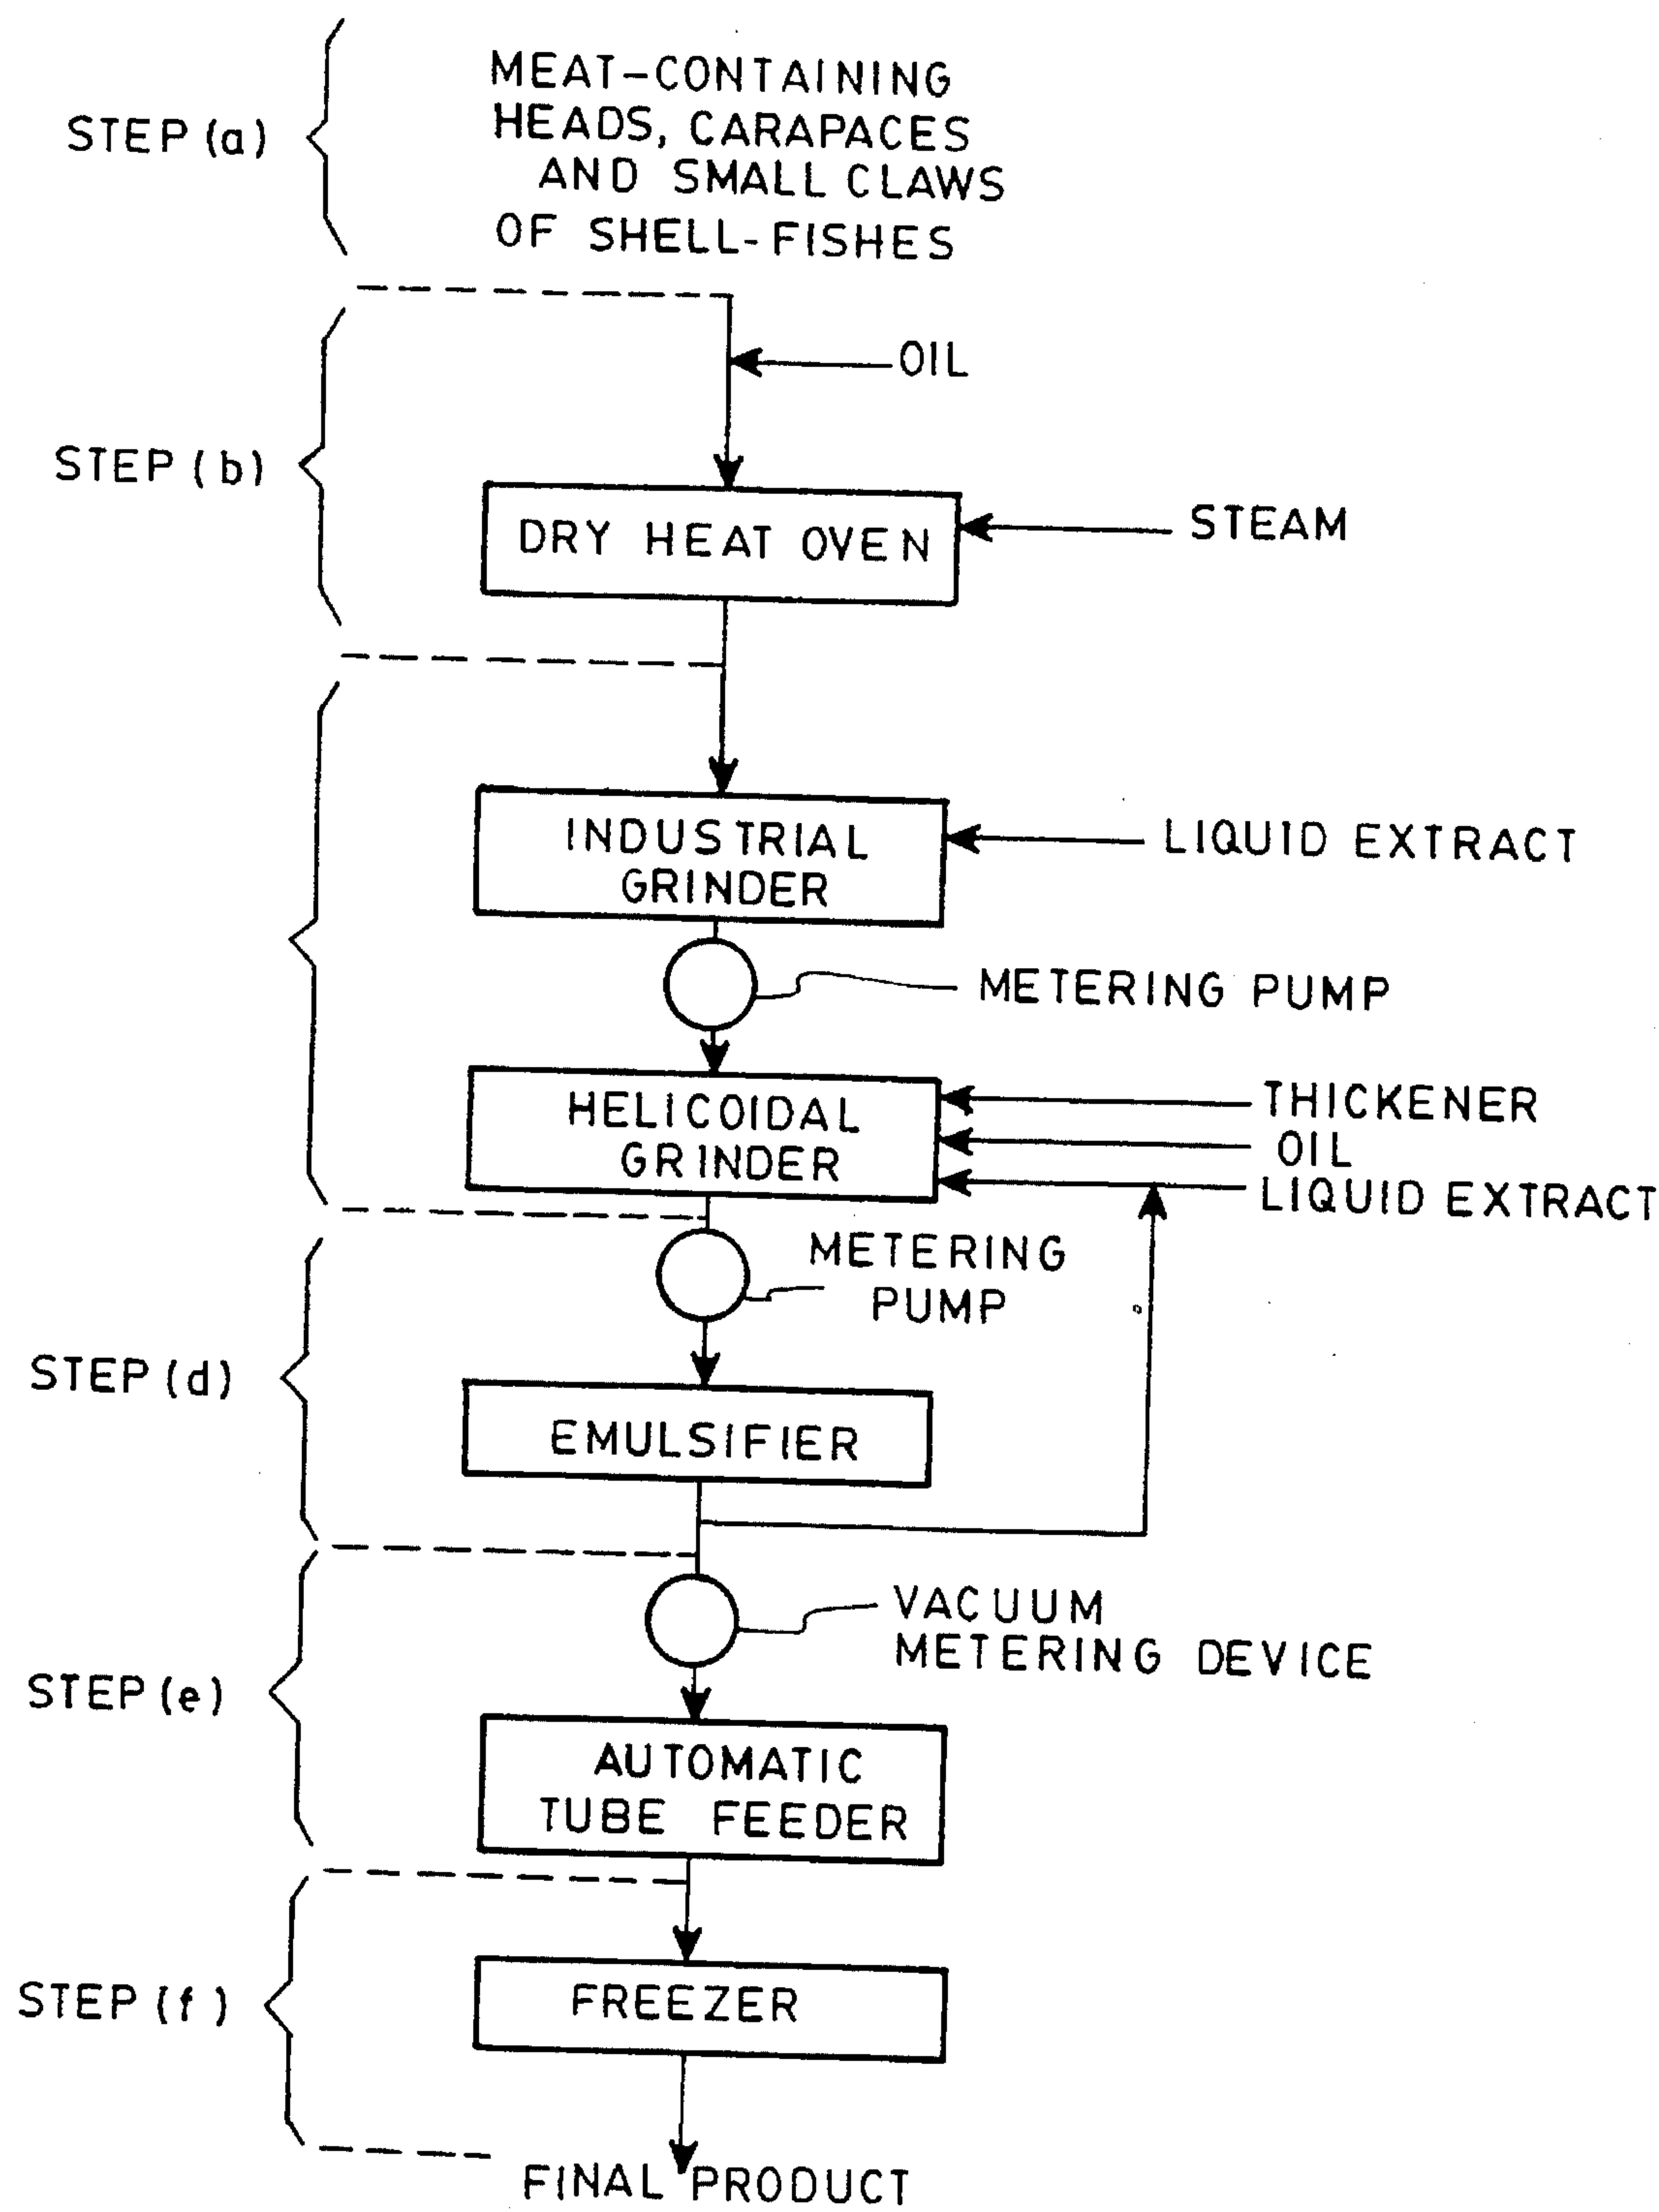 STEP (a)
MEAT-CONTAINING
HEADS, CARAPACES
AND SMALL CLAWS
OF SHELL-FISHES
OIL
STEP (b)
DRY HEAT OVEN
STEAM
INDUSTRIAL
GRINDER
LIQUID EXTRACT
METERING PUMP
HELICOIDAL
GRINDER
THICKENER
OIL
LIQUID EXTRACT
METERING
PUMP
STEP (d)
EMULSIFIER
VACUUM
METERING DEVICE
STEP (e)
AUTOMATIC
TUBE FEEDER
STEP (f)
FREEZER
FINAL PRODUCT